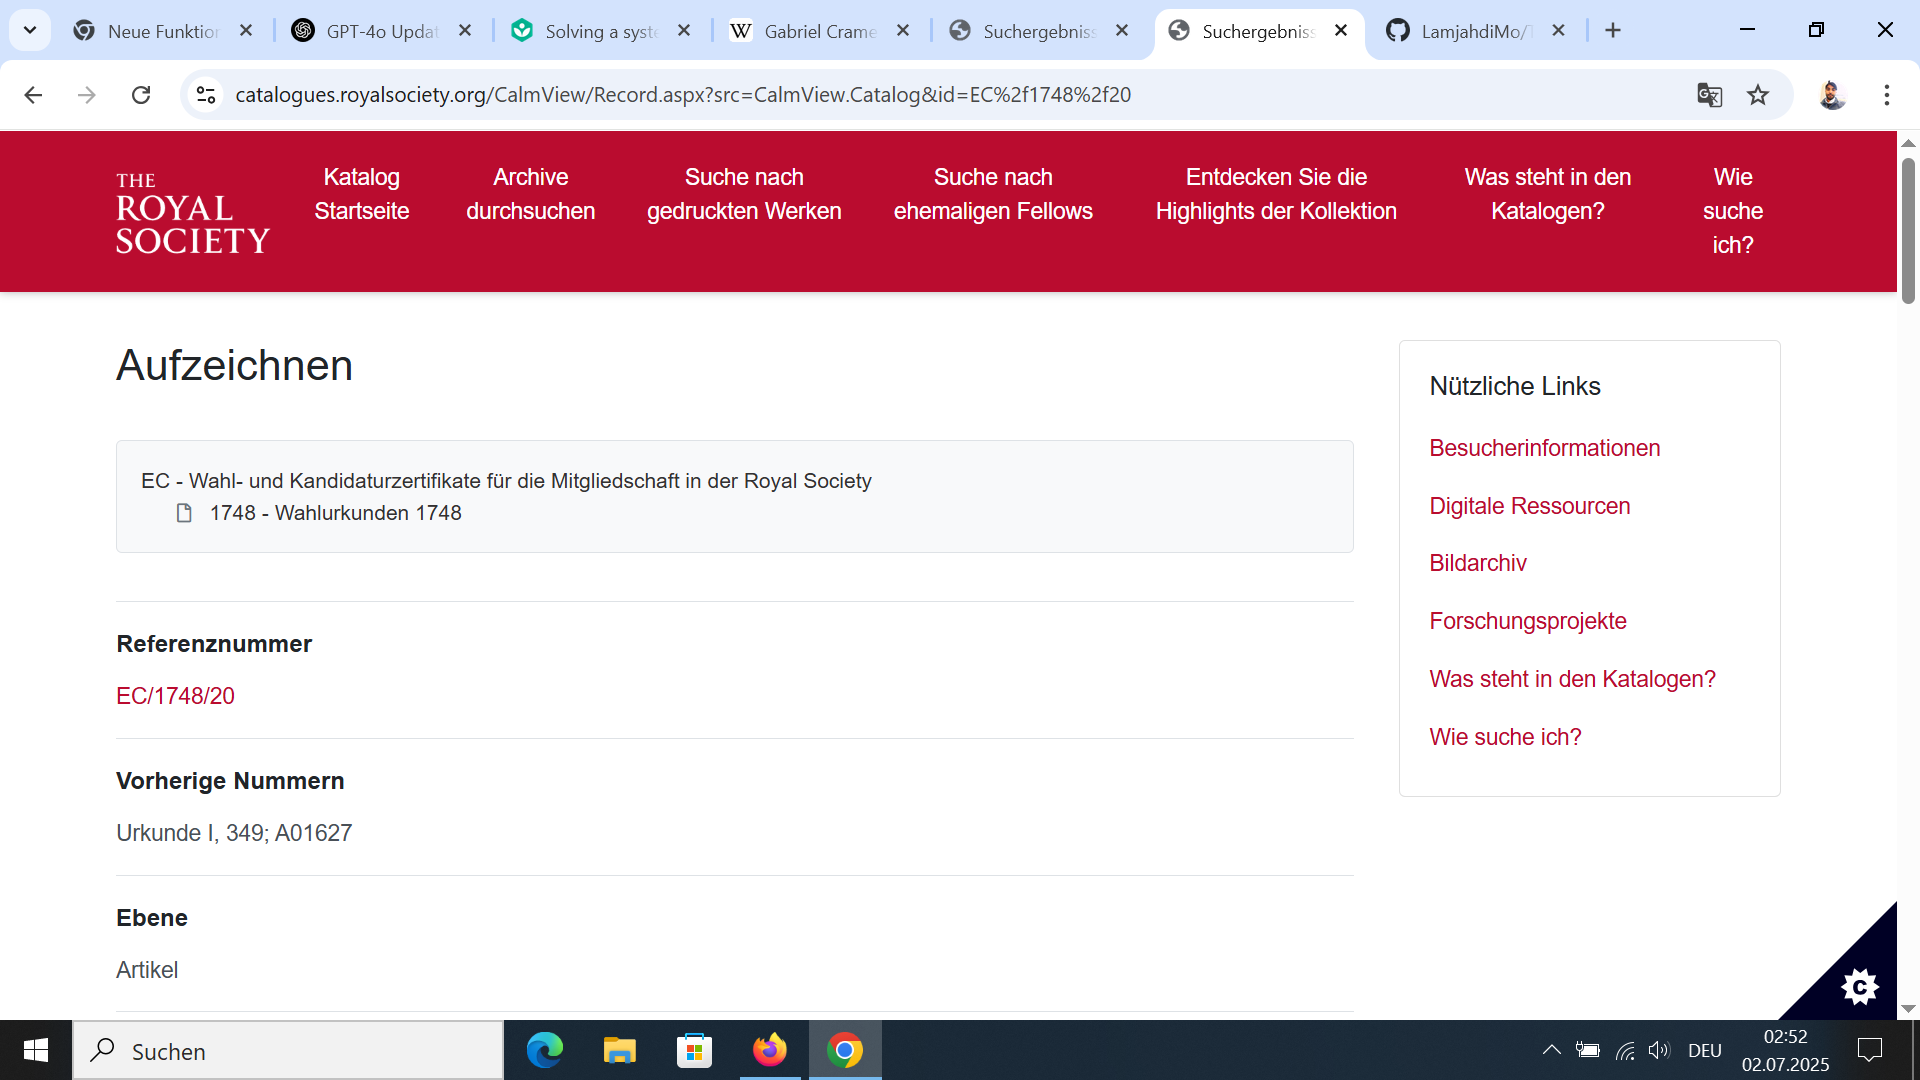 Neue Funktion
GPT-4o Updat
Solving a syste
Gabriel Crame
Suchergebniss
Suchergebniss
LamjahdiMo/T
catalogues.royalsociety.org/CalmView/Record.aspx?src=CalmView.Catalog&id=EC%2f1748%2f20
THE
ROYAL
SOCIETY
Katalog
Startseite
Archive
durchsuchen
Suche nach
gedruckten Werken
Suche nach
ehemaligen Fellows
Entdecken Sie die
Highlights der Kollektion
Was steht in den
Katalogen?
Wie
suche
ich?
Aufzeichnen
EC - Wahl- und Kandidaturzertifikate für die Mitgliedschaft in der Royal Society
1748 - Wahlurkunden 1748
Referenznummer
EC/1748/20
Vorherige Nummern
Urkunde I, 349; A01627
Ebene
Artikel
Nützliche Links
Besucherinformationen
Digitale Ressourcen
Bildarchiv
Forschungsprojekte
Was steht in den Katalogen?
Wie suche ich?
C
Suchen
DEU
02:52
02.07.2025